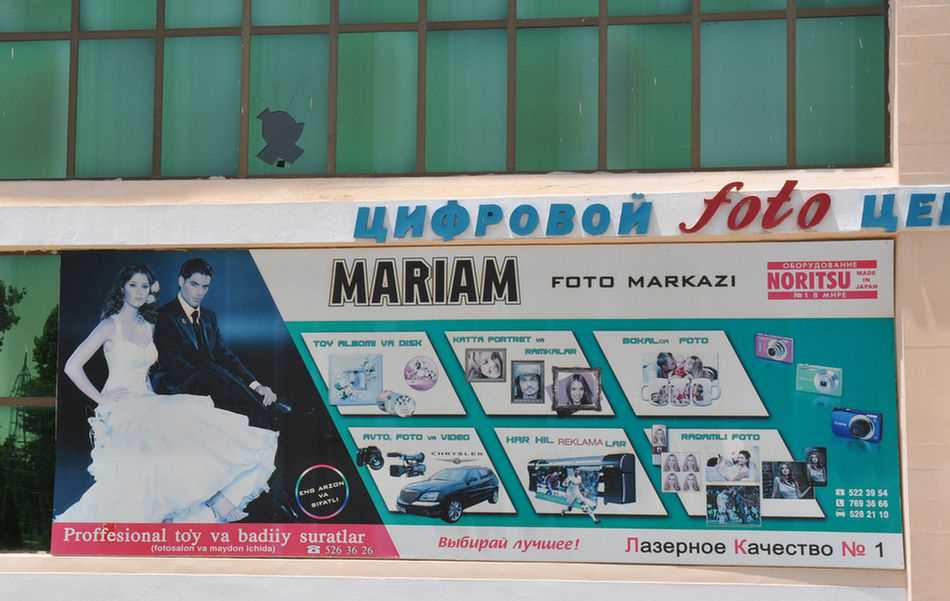 ЦИФРОВОЙ foto ЦЕН
MARIAM FOTO MARKAZI
ОБОРУДОВАНИЕ
NORITSU MADE IN JAPAN
№1 В МИРЕ
TOY ALBOMI VA DISK
KATTA PORTRET VA RAMKALAR
BOKALDA FOTO
AVTO, FOTO VA VIDEO
CHRYSLER
HAR HIL REKLAMALAR
RAQAMLI FOTO
ENG ARZON
VA
SIFATLI
☎ 522 39 54
769 36 66
528 21 10
Proffesional to'y va badiiy suratlar
(fotosalon va maydon ichida) ☎ 526 36 26
Выбирай лучшее!
Лазерное Качество № 1